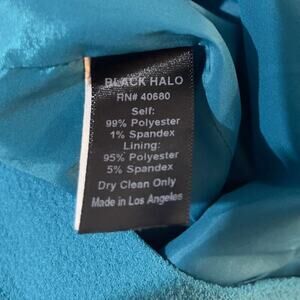 BLACK HALO
RN# 40680
Self:
99% Polyester
1% Spandex
Lining:
95% Polyester
5% Spandex
Dry Clean Only
Made in Los Angeles